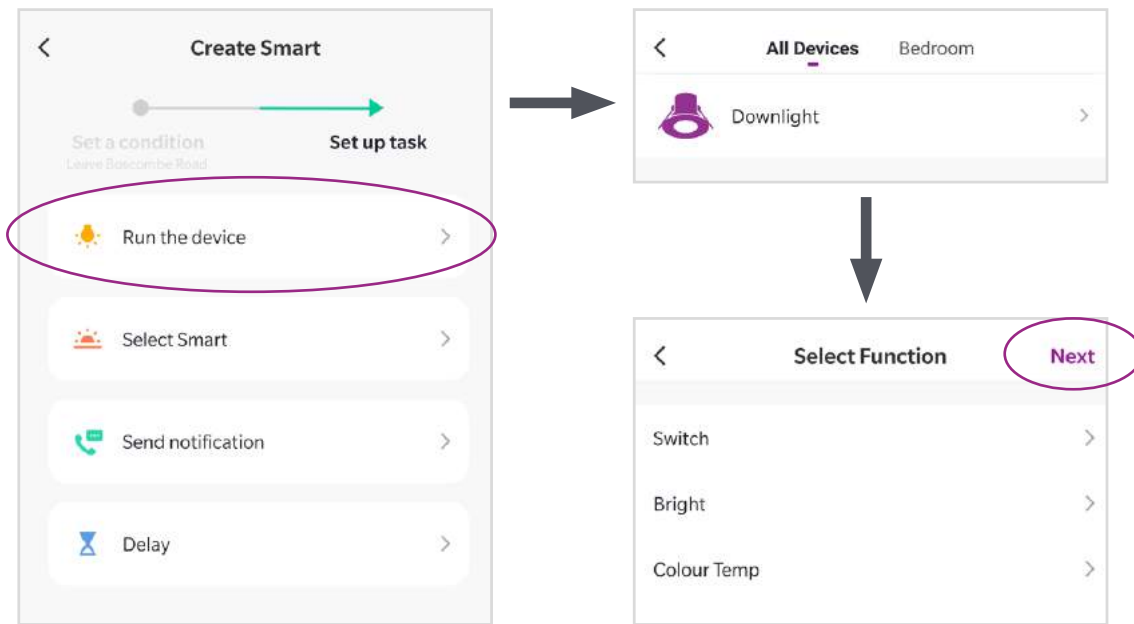 Create Smart
Set a condition
Leave Boscombe Road
Set up task
Run the device
Select Smart
Send notification
Delay
All Devices Bedroom
Downlight
Select Function Next
Switch
Bright
Colour Temp